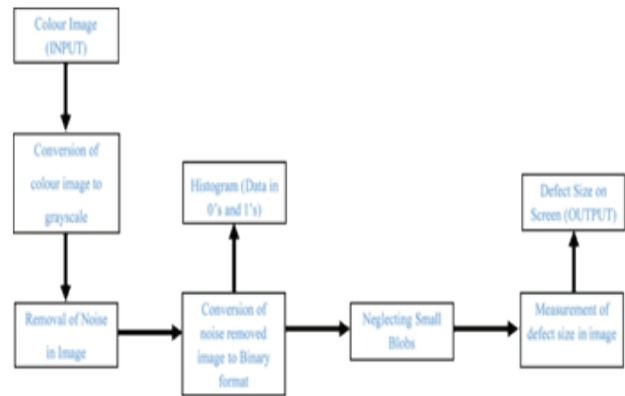 Colour Image
(INPUT)
Conversion of
colour image to
grayscale
Removal of Noise
in Image
Histogram (Data in
0's and 1's)
Conversion of
noise removed
image to Binary
format
Neglecting Small
Blobs
Defect Size on
Screen (OUTPUT)
Measurement of
defect size in image